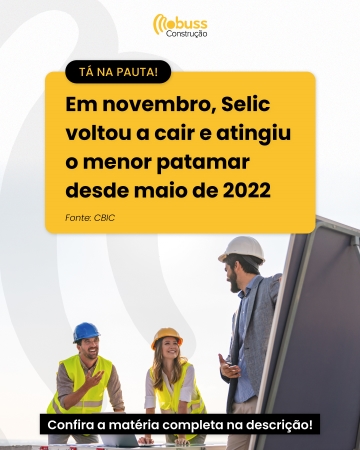 mobuss
Construção
TÁ NA PAUTA!
Em novembro, Selic
voltou a cair e atingiu
o menor patamar
desde maio de 2022
Fonte: CBIC
Confira a matéria completa na descrição!